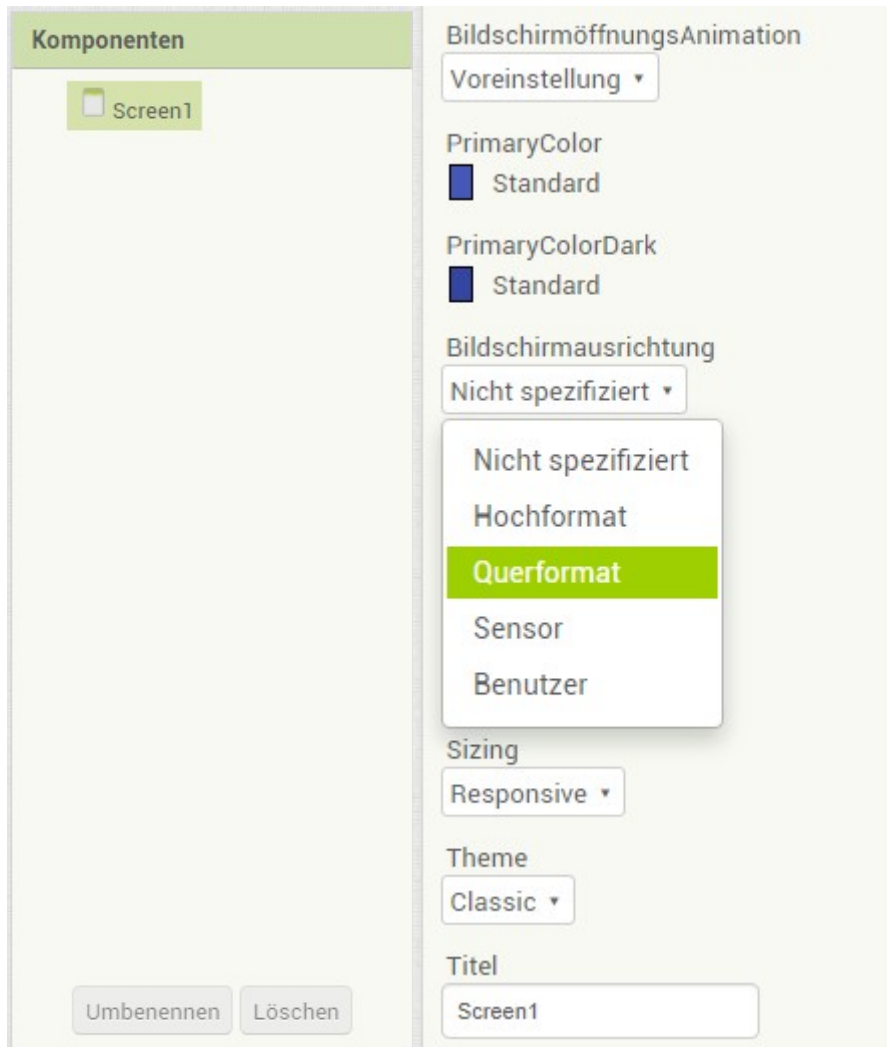 Komponenten
Screen1
Umbenennen
Löschen
BildschirmöffnungsAnimation
Voreinstellung
PrimaryColor
Standard
PrimaryColorDark
Standard
Bildschirmausrichtung
Nicht spezifiziert
Nicht spezifiziert
Hochformat
Querformat
Sensor
Benutzer
Sizing
Responsive
Theme
Classic
Titel
Screen1